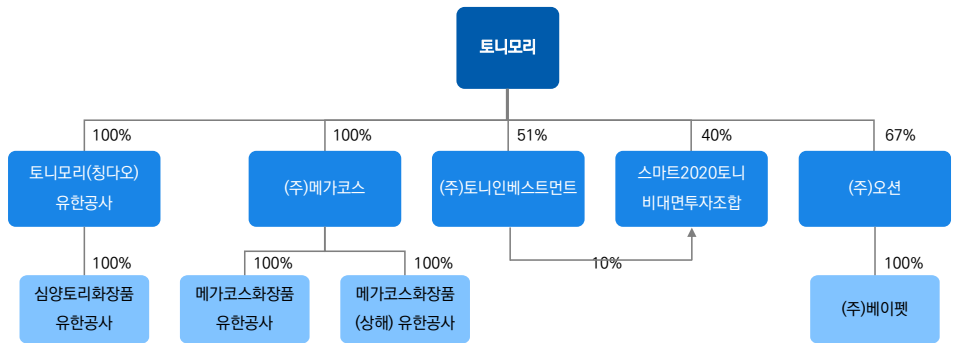 토니모리
100%
100%
51%
40%
67%
토니모리(칭다오)
유한공사
(주)메가코스
(주)토니인베스트먼트
스마트2020토니
비대면투자조합
(주)오션
100%
100%
100%
10%
100%
심양토리화장품
유한공사
메가코스화장품
유한공사
메가코스화장품
(상해) 유한공사
(주)베이펫